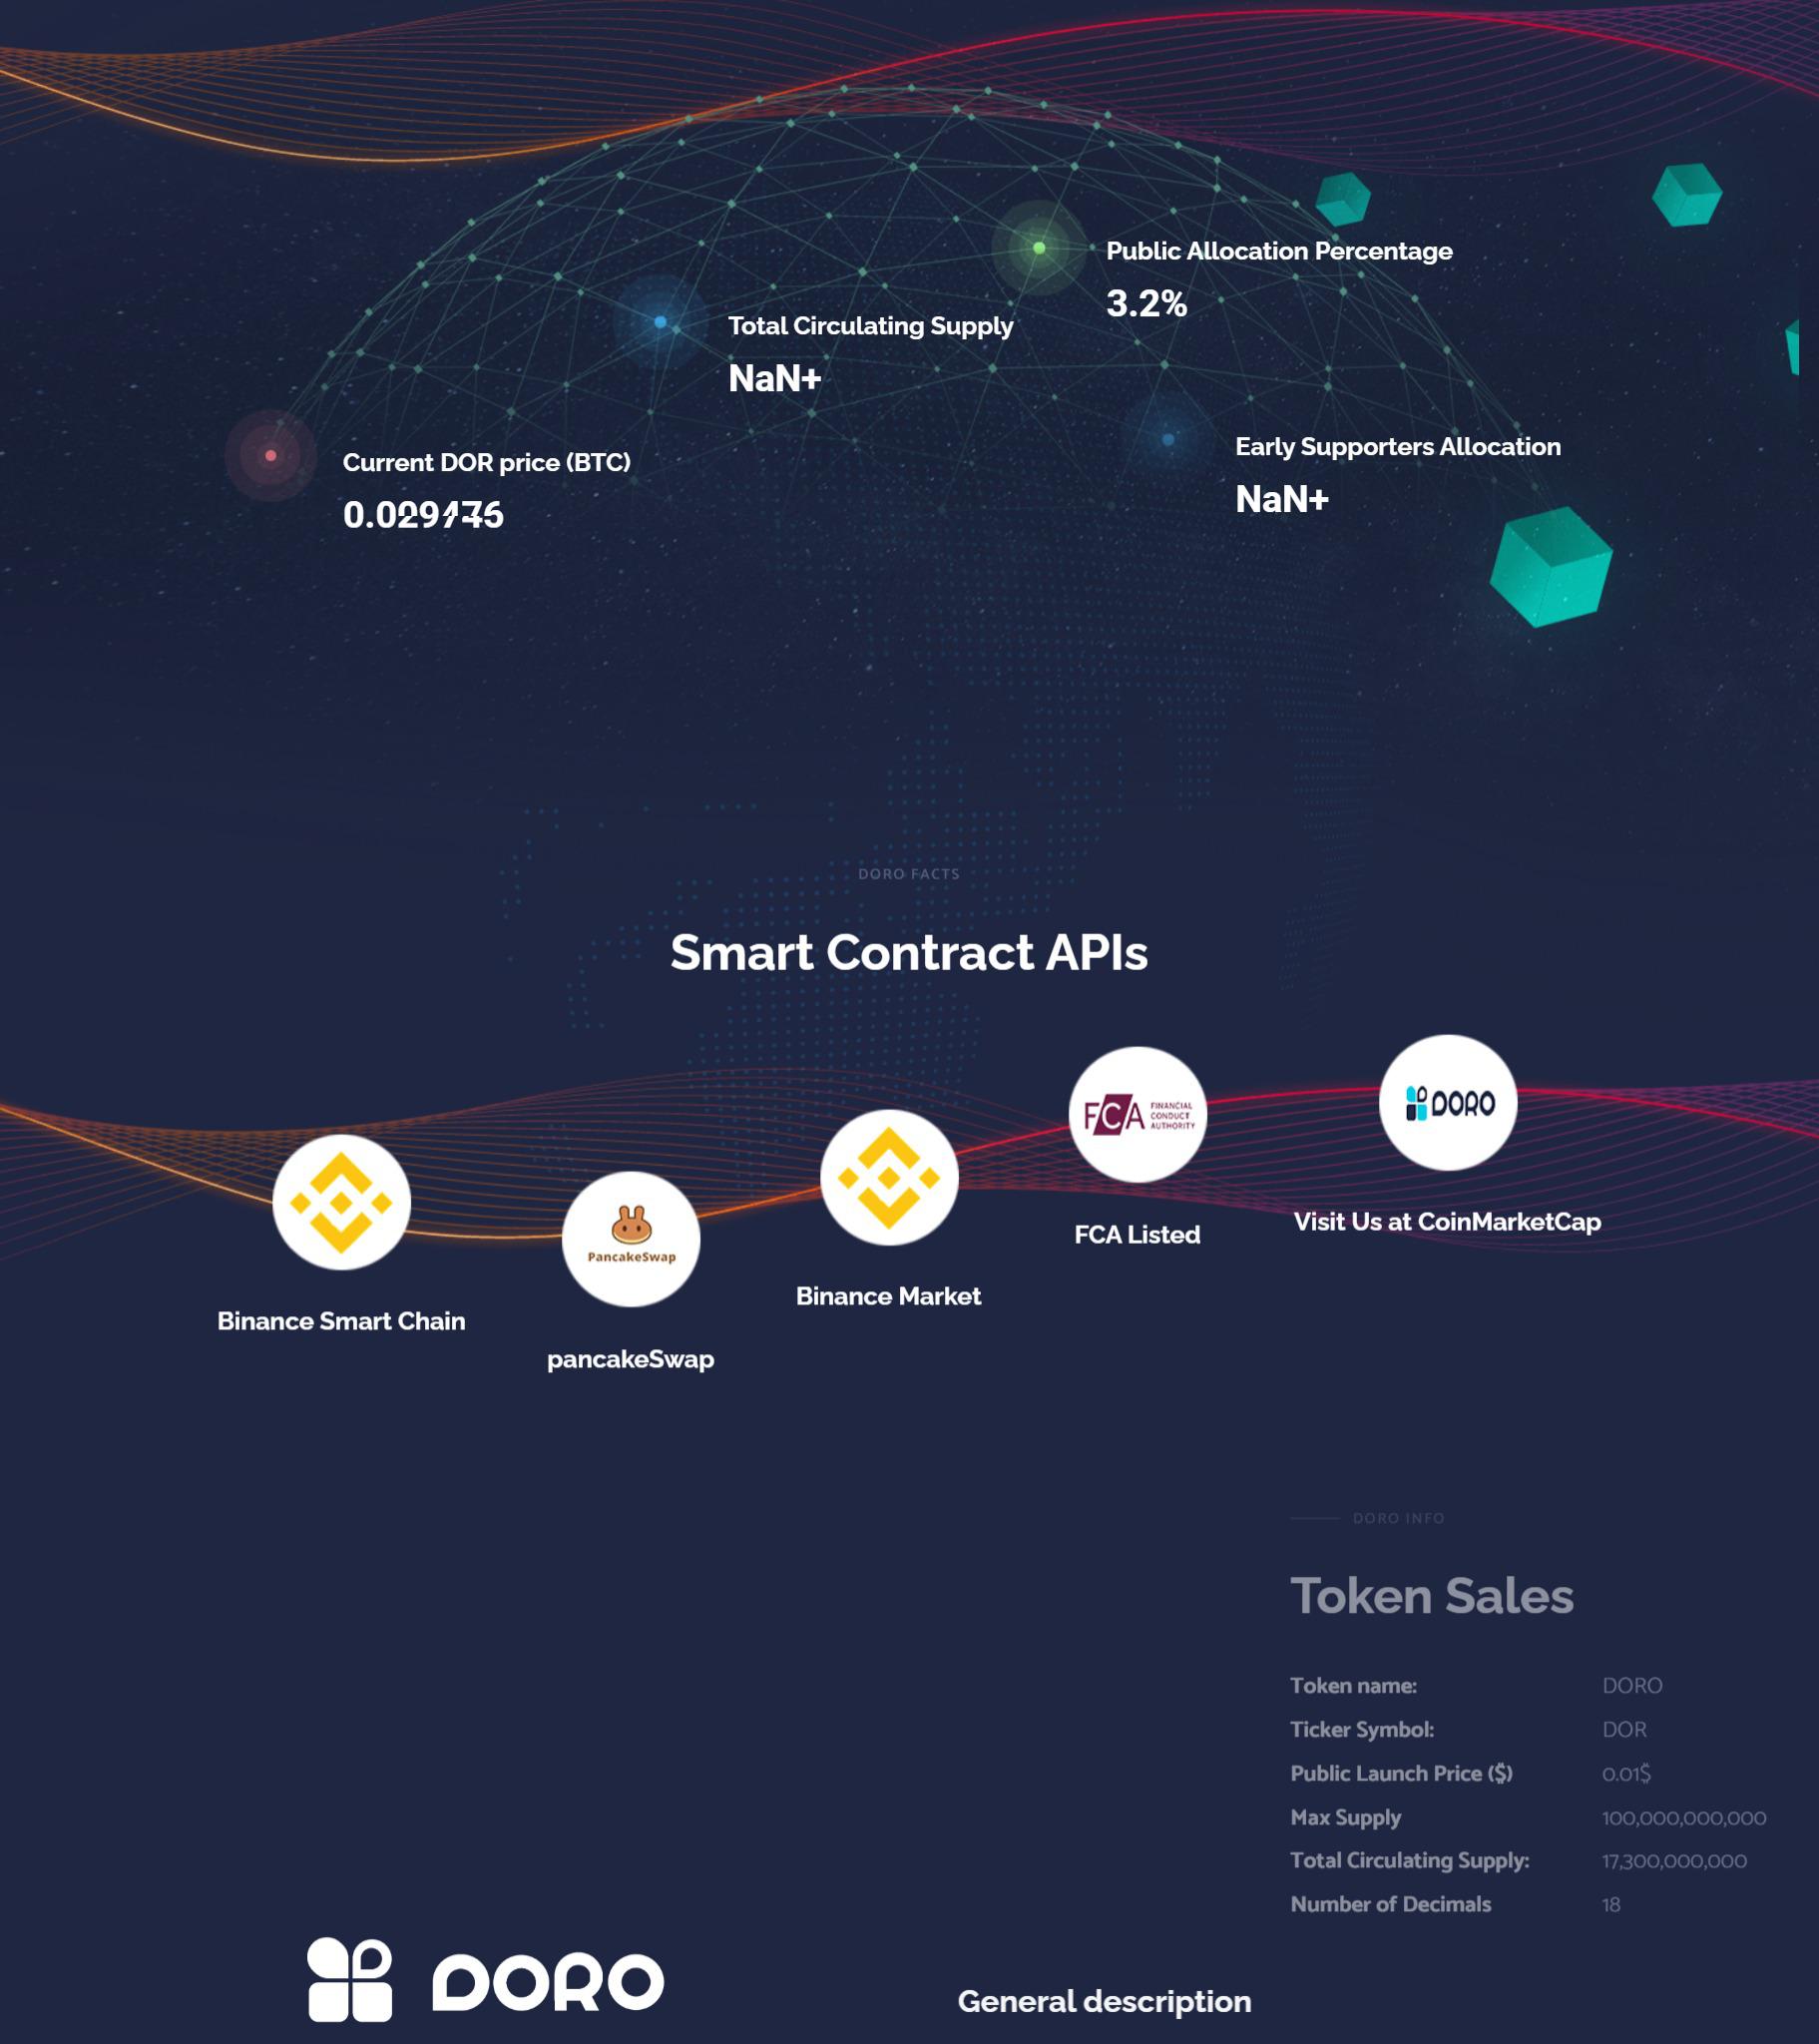 Public Allocation Percentage
3.2%
Total Circulating Supply
NaN+
Early Supporters Allocation
NaN+
Current DOR price (BTC)
DORO FACTS
Smart Contract APIs
FCA FINANCIAL
CONDUCT
AUTHORITY
DORO
PancakeSwap
FCA Listed
Visit Us at CoinMarketCap
Binance Market
Binance Smart Chain
pancakeSwap
DORO INFO
Token Sales
Token name: DORO
Ticker Symbol: DOR
Public Launch Price ($) 0.01$
Max Supply 100,000,000,000
Total Circulating Supply: 17,300,000,000
Number of Decimals 18
DORO
General description